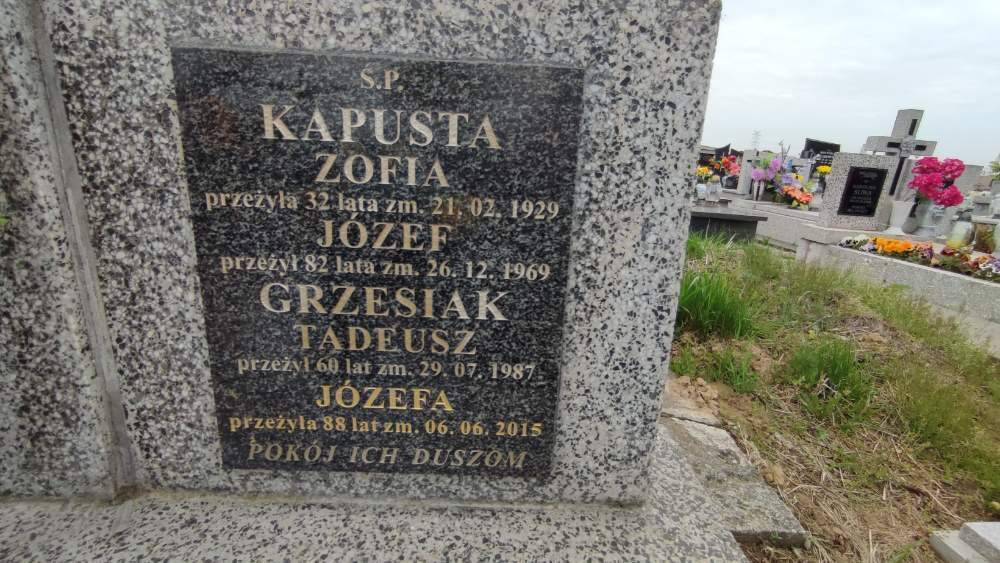 Ś.P.
KAPUSTA
ZOFIA
przeżyła 32 lata zm. 21. 02. 1929
JÓZEF
przeżył 82 lata zm. 26. 12. 1969
GRZESIAK
TADEUSZ
przeżył 60 lat zm. 29. 07. 1987
JÓZEFA
przeżyła 88 lat zm. 06. 06. 2015
POKÓJ ICH DUSZOM